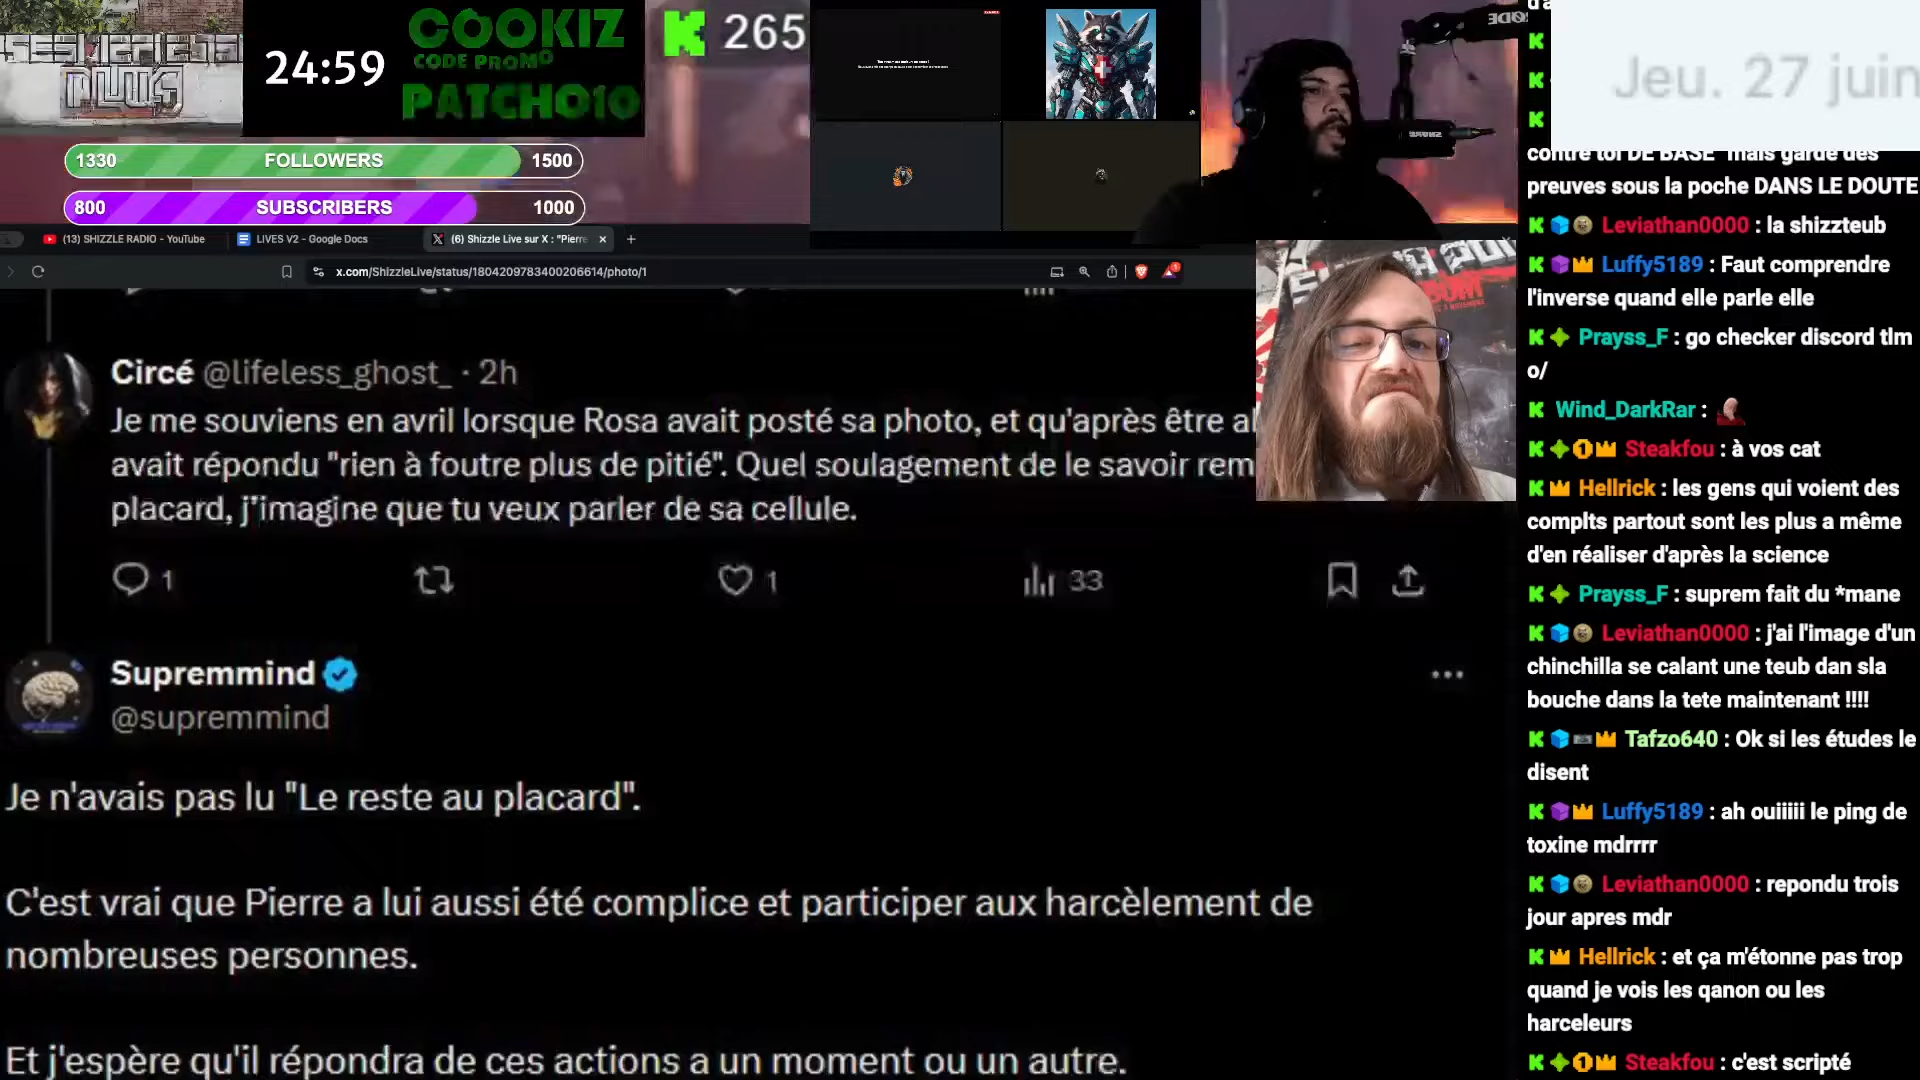 PLUS
24:59
COOKIZ
CODE PROMO
PATCHO10
265
1330 FOLLOWERS 1500
800 SUBSCRIBERS 1000
(13) SHIZZLE RADIO - YouTube
LIVES V2 - Google Docs
(6) Shizzle Live sur X : "Pierre
x.com/ShizzleLive/status/1804209783400206614/photo/1
Circé @lifeless_ghost_ · 2h
Je me souviens en avril lorsque Rosa avait posté sa photo, et qu'après être al
avait répondu "rien à foutre plus de pitié". Quel soulagement de le savoir rem
placard, j'imagine que tu veux parler de sa cellule.
1 1 33
Supremmind
@supremmind
Je n'avais pas lu "Le reste au placard".
C'est vrai que Pierre a lui aussi été complice et participer aux harcèlement de
nombreuses personnes.
Et j'espère qu'il répondra de ces actions a un moment ou un autre.
Jeu. 27 juin
contre toi DE BASE" mais garde des
preuves sous la poche DANS LE DOUTE
Leviathan0000 : la shizzteub
Luffy5189 : Faut comprendre
l'inverse quand elle parle elle
Prayss_F : go checker discord tlm
o/
Wind_DarkRar :
Steakfou : à vos cat
Hellrick : les gens qui voient des
complts partout sont les plus a même
d'en réaliser d'après la science
Prayss_F : suprem fait du *mane
Leviathan0000 : j'ai l'image d'un
chinchilla se calant une teub dan sla
bouche dans la tete maintenant !!!!
Tafzo640 : Ok si les études le
disent
Luffy5189 : ah ouiiiii le ping de
toxine mdrrrr
Leviathan0000 : repondu trois
jour apres mdr
Hellrick : et ça m'étonne pas trop
quand je vois les qanon ou les
harceleurs
Steakfou : c'est scripté